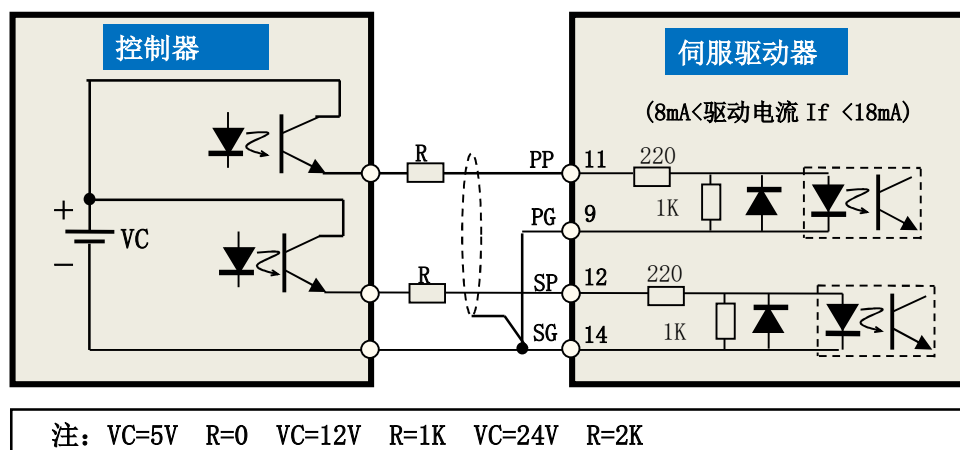 控制器
伺服驱动器
(8mA<驱动电流 If <18mA)
R
PP
11
220
1K
PG
9
+
VC
−
R
SP
12
220
1K
SG
14
注: VC=5V R=0 VC=12V R=1K VC=24V R=2K